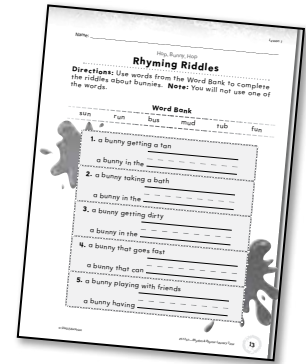 Name:
Hop, Bunny, Hop
Rhyming Riddles
Directions: Use words from the Word Bank to complete
the riddles about bunnies. Note: You will not use one of
the words.
Word Bank
sun run bus mud tub fun
1. a bunny getting a tan
a bunny in the
2. a bunny taking a bath
a bunny in the
3. a bunny getting dirty
a bunny in the
4. a bunny that goes fast
a bunny that can
5. a bunny playing with friends
a bunny having
13